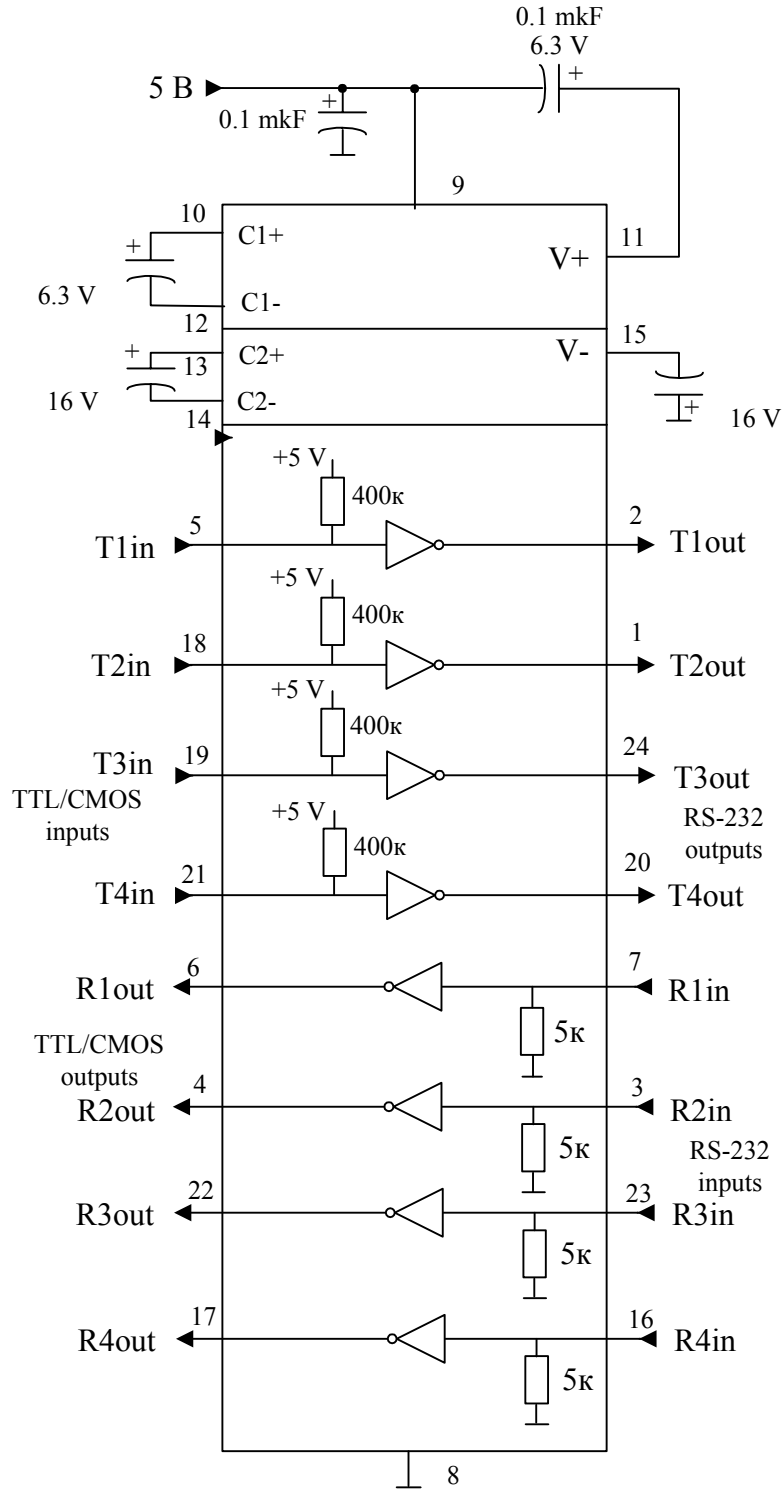 0.1 mkF
6.3 V
+
5 В
+
0.1 mkF
9
10
C1+
11
V+
+
6.3 V
C1-
12
15
C2+
V-
+
13
16 V
C2-
+
16 V
14
+5 V
400к
5
2
T1in
T1out
+5 V
400к
18
1
T2in
T2out
+5 V
400к
19
24
T3in
T3out
TTL/CMOS
inputs
RS-232
outputs
+5 V
400к
21
20
T4in
T4out
6
7
R1out
R1in
5к
TTL/CMOS
outputs
4
3
R2out
R2in
5к
RS-232
inputs
22
23
R3out
R3in
5к
17
16
R4out
R4in
5к
8